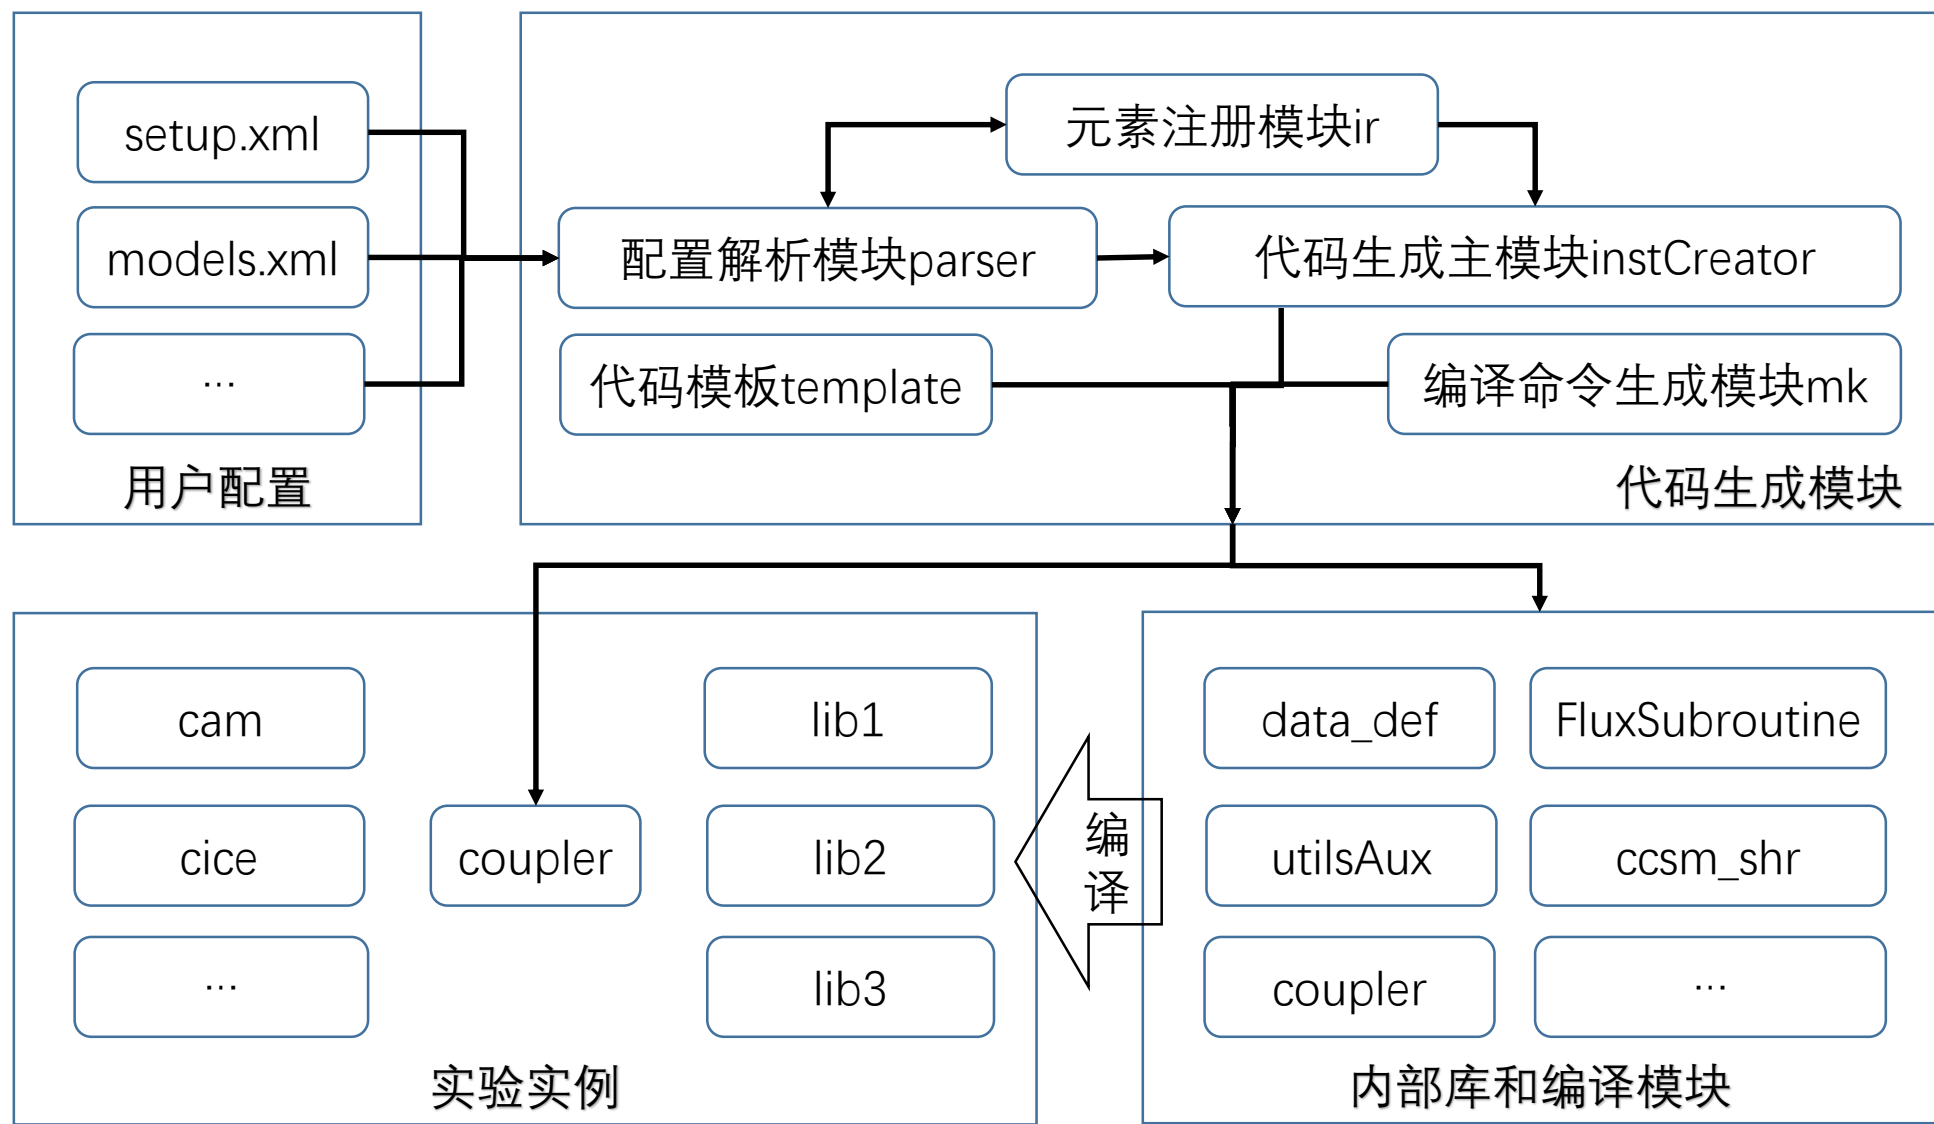 setup.xml
models.xml
...
用户配置
元素注册模块ir
配置解析模块parser
代码生成主模块instCreator
代码模板template
编译命令生成模块mk
代码生成模块
cam
cice
...
coupler
lib1
lib2
lib3
实验实例
编
译
data_def
FluxSubroutine
utilsAux
ccsm_shr
coupler
...
内部库和编译模块